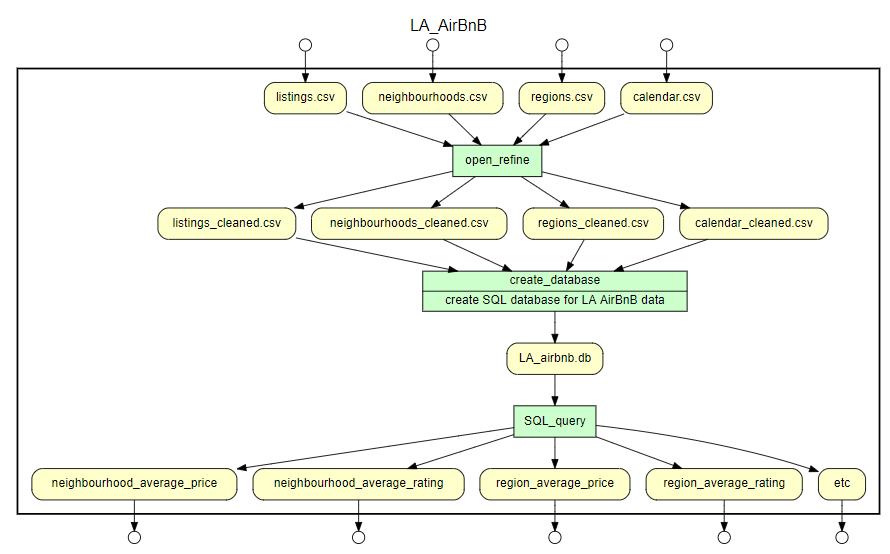 LA_AirBnB
listings.csv
neighbourhoods.csv
regions.csv
calendar.csv
open_refine
listings_cleaned.csv
neighbourhoods_cleaned.csv
regions_cleaned.csv
calendar_cleaned.csv
create_database
create SQL database for LA AirBnB data
LA_airbnb.db
SQL_query
neighbourhood_average_price
neighbourhood_average_rating
region_average_price
region_average_rating
etc